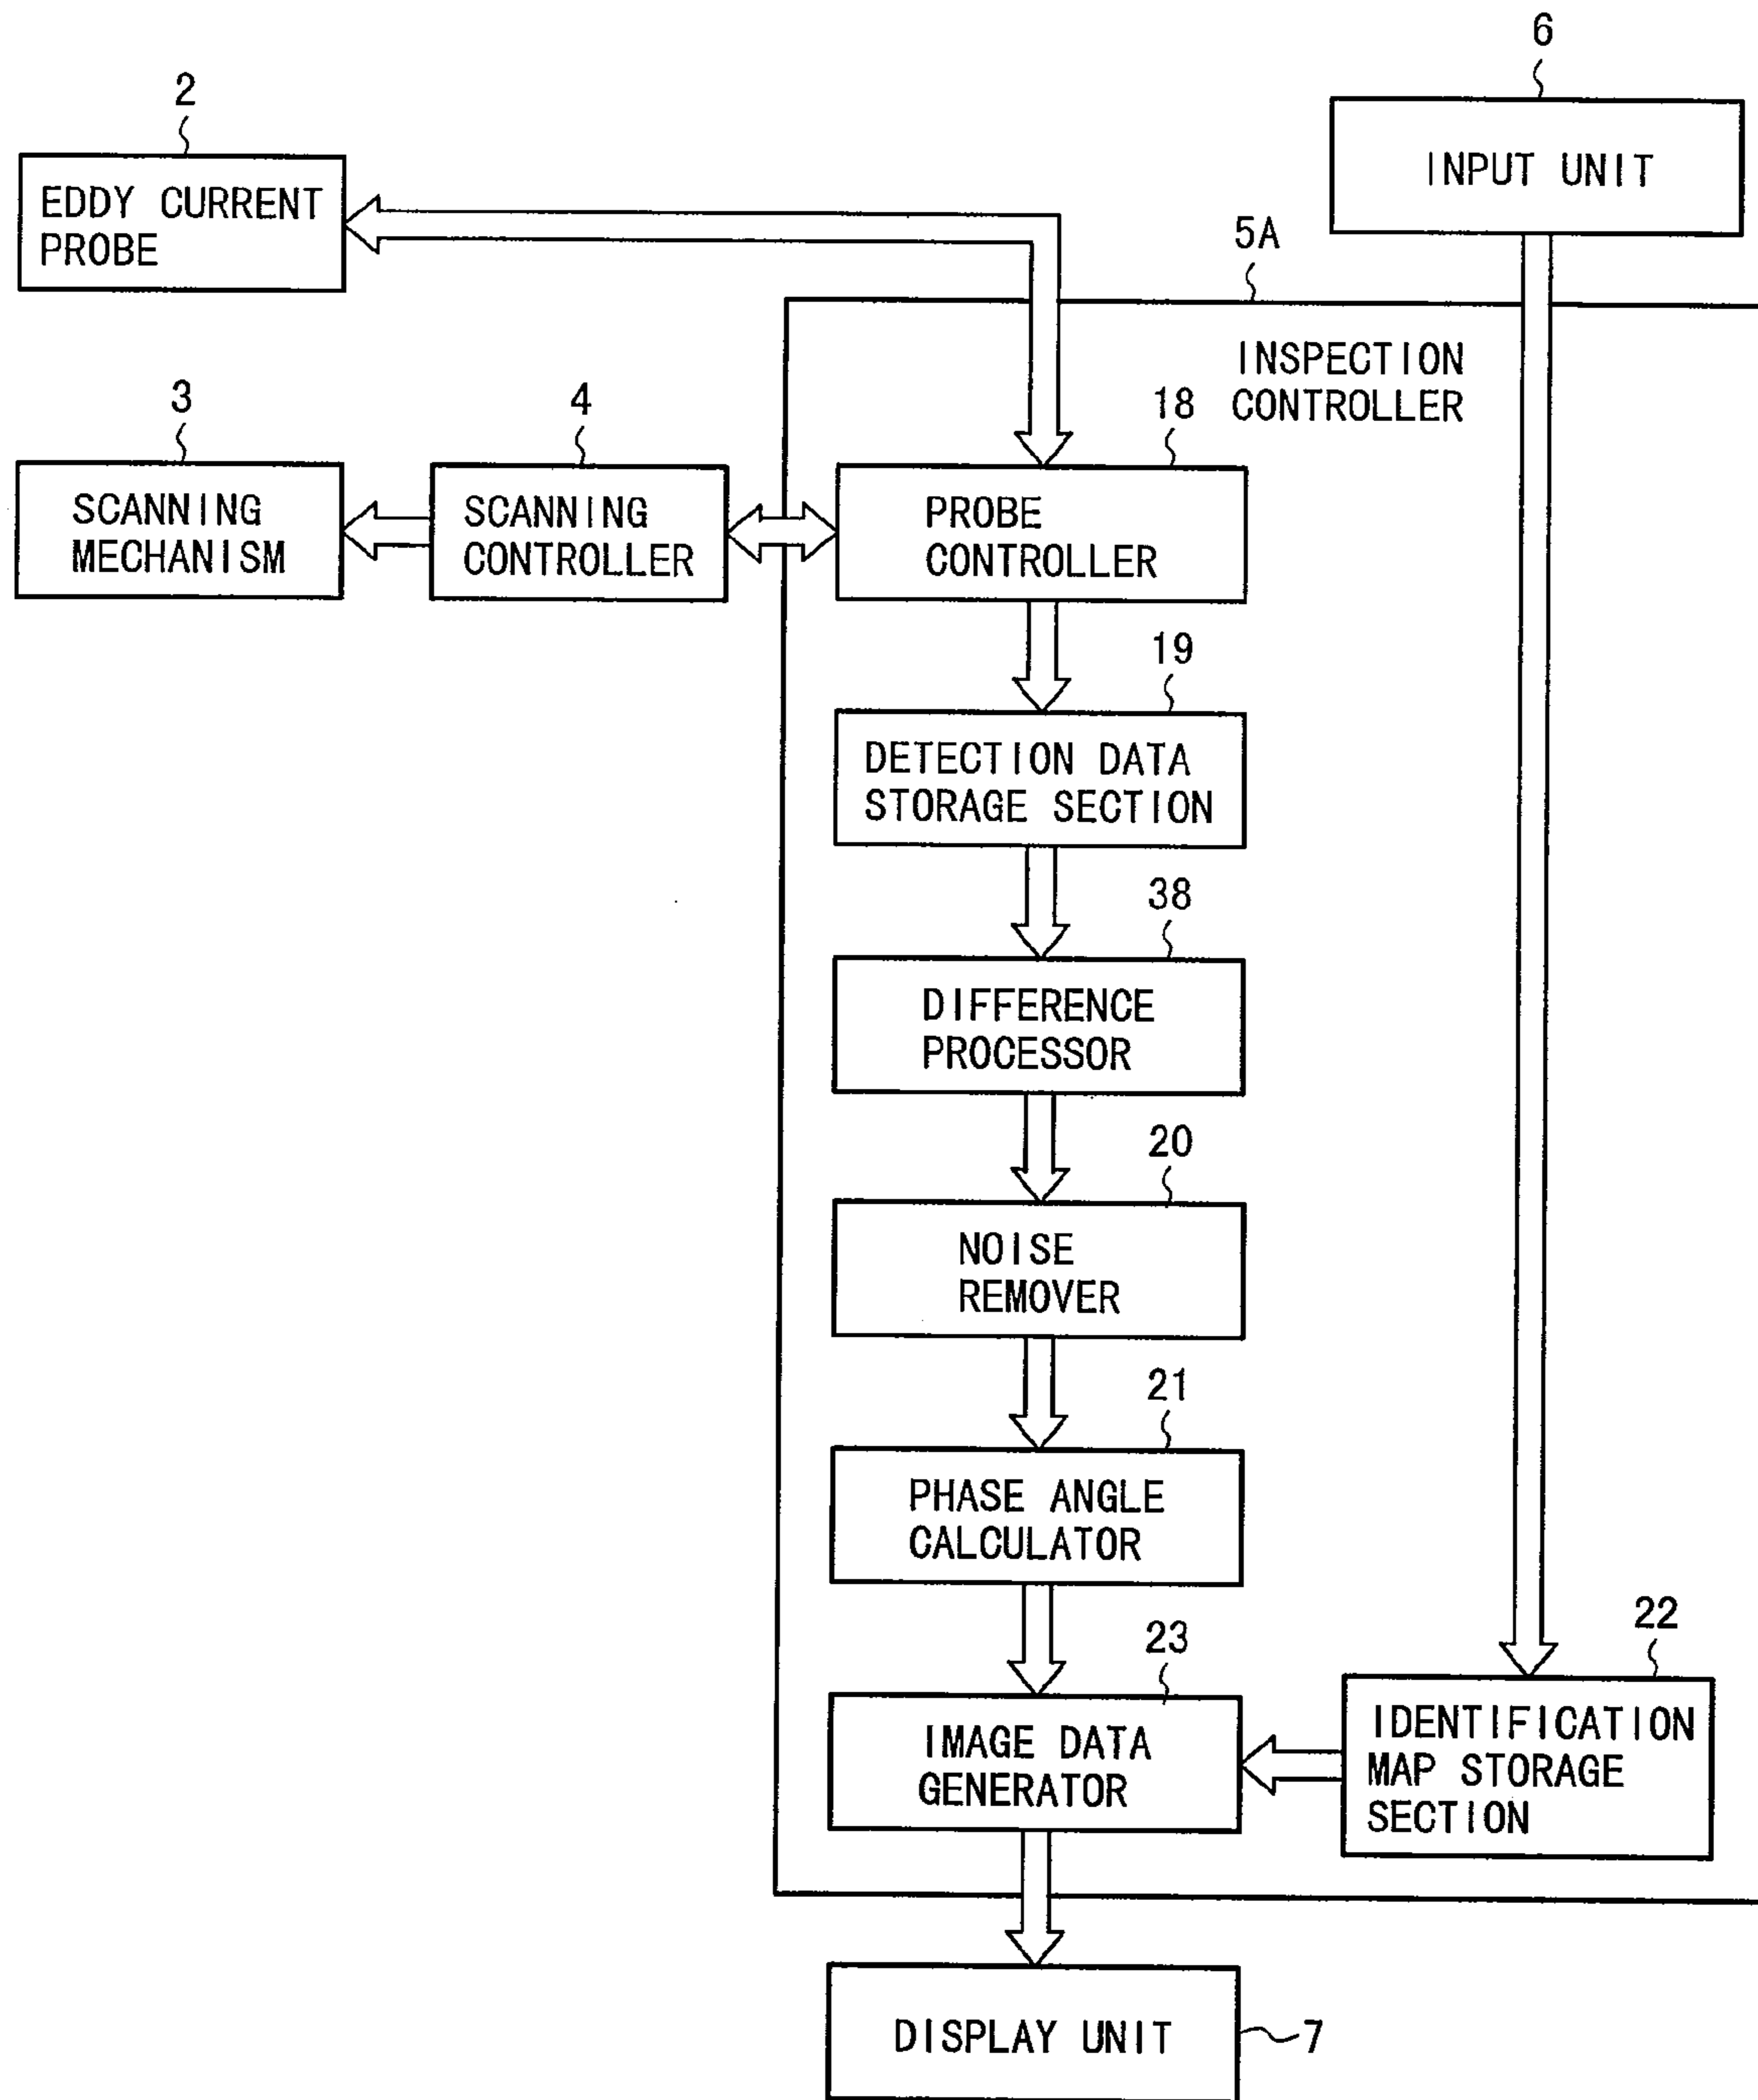 6
INPUT UNIT
2
EDDY CURRENT
PROBE
5A
INSPECTION
CONTROLLER
3
SCANNING
MECHANISM
4
SCANNING
CONTROLLER
18
PROBE
CONTROLLER
19
DETECTION DATA
STORAGE SECTION
38
DIFFERENCE
PROCESSOR
20
NOISE
REMOVER
21
PHASE ANGLE
CALCULATOR
23
IMAGE DATA
GENERATOR
22
IDENTIFICATION
MAP STORAGE
SECTION
DISPLAY UNIT
7